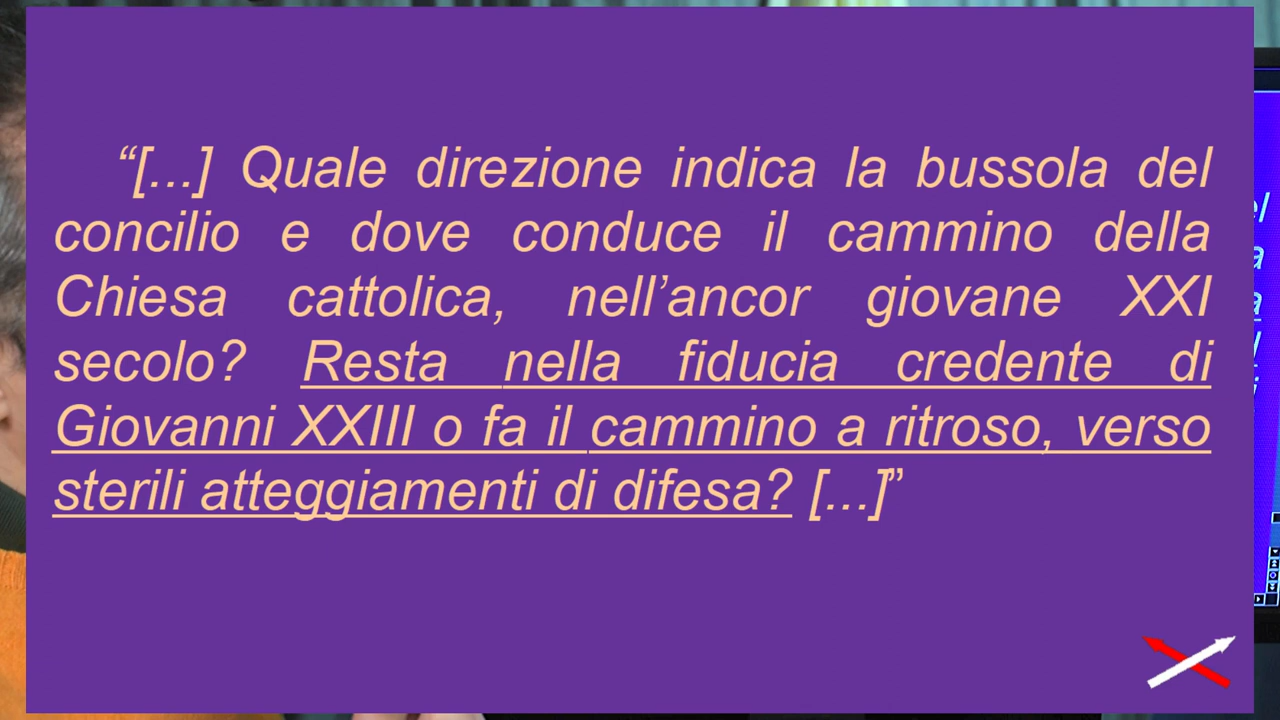 “[...] Quale direzione indica la bussola del
concilio e dove conduce il cammino della
Chiesa cattolica, nell’ancor giovane XXI
secolo? Resta nella fiducia credente di
Giovanni XXIII o fa il cammino a ritroso, verso
sterili atteggiamenti di difesa? [...]”